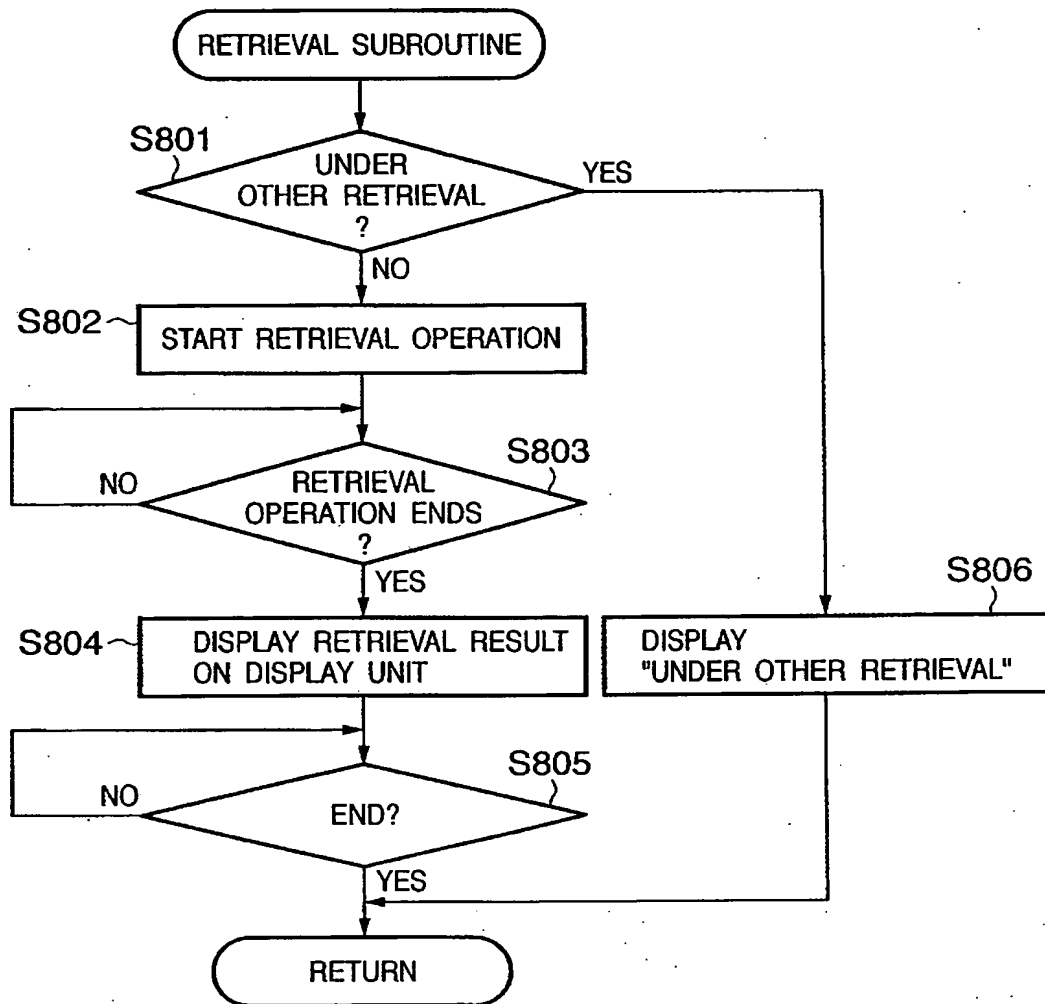 RETRIEVAL SUBROUTINE
S801
UNDER
OTHER RETRIEVAL
?
YES
NO
S802
START RETRIEVAL OPERATION
S803
RETRIEVAL
OPERATION ENDS
?
NO
YES
S804
DISPLAY RETRIEVAL RESULT
ON DISPLAY UNIT
S806
DISPLAY
"UNDER OTHER RETRIEVAL"
S805
END?
NO
YES
RETURN